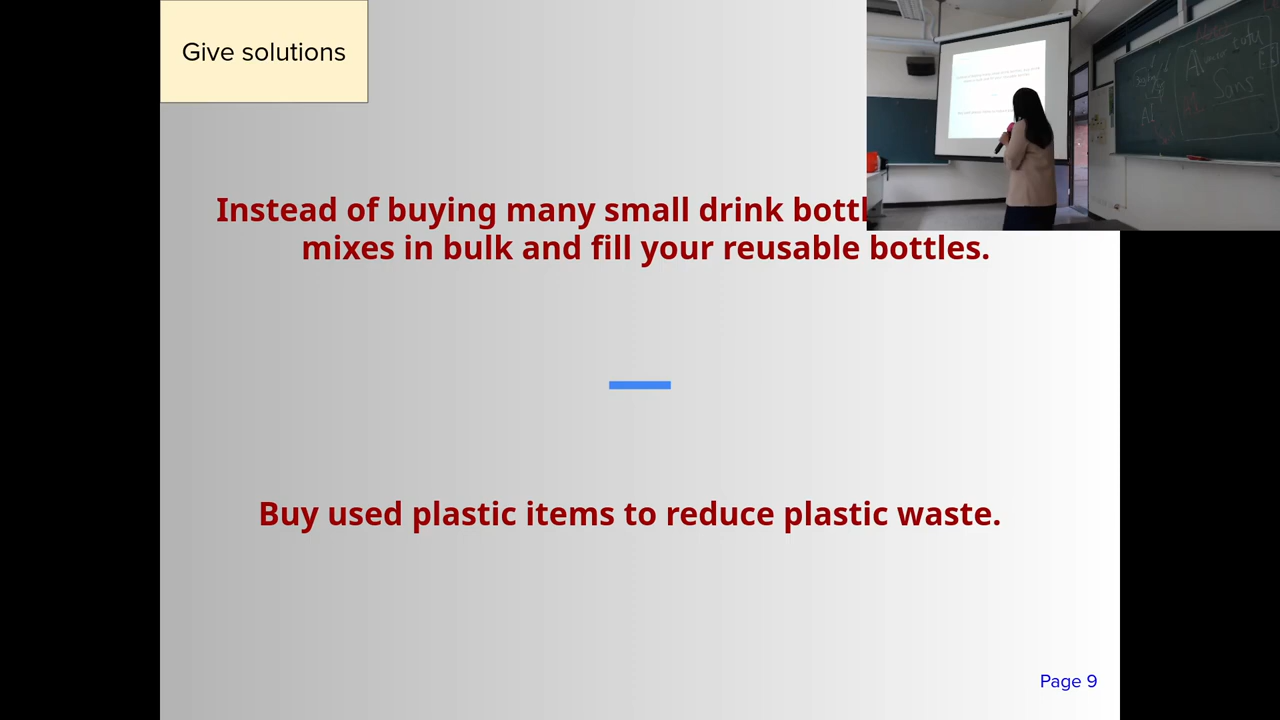 Give solutions
Instead of buying many small drink
mixes in bulk and fill your reusable bottles.
Buy used plastic items to reduce plastic waste.
Page 9